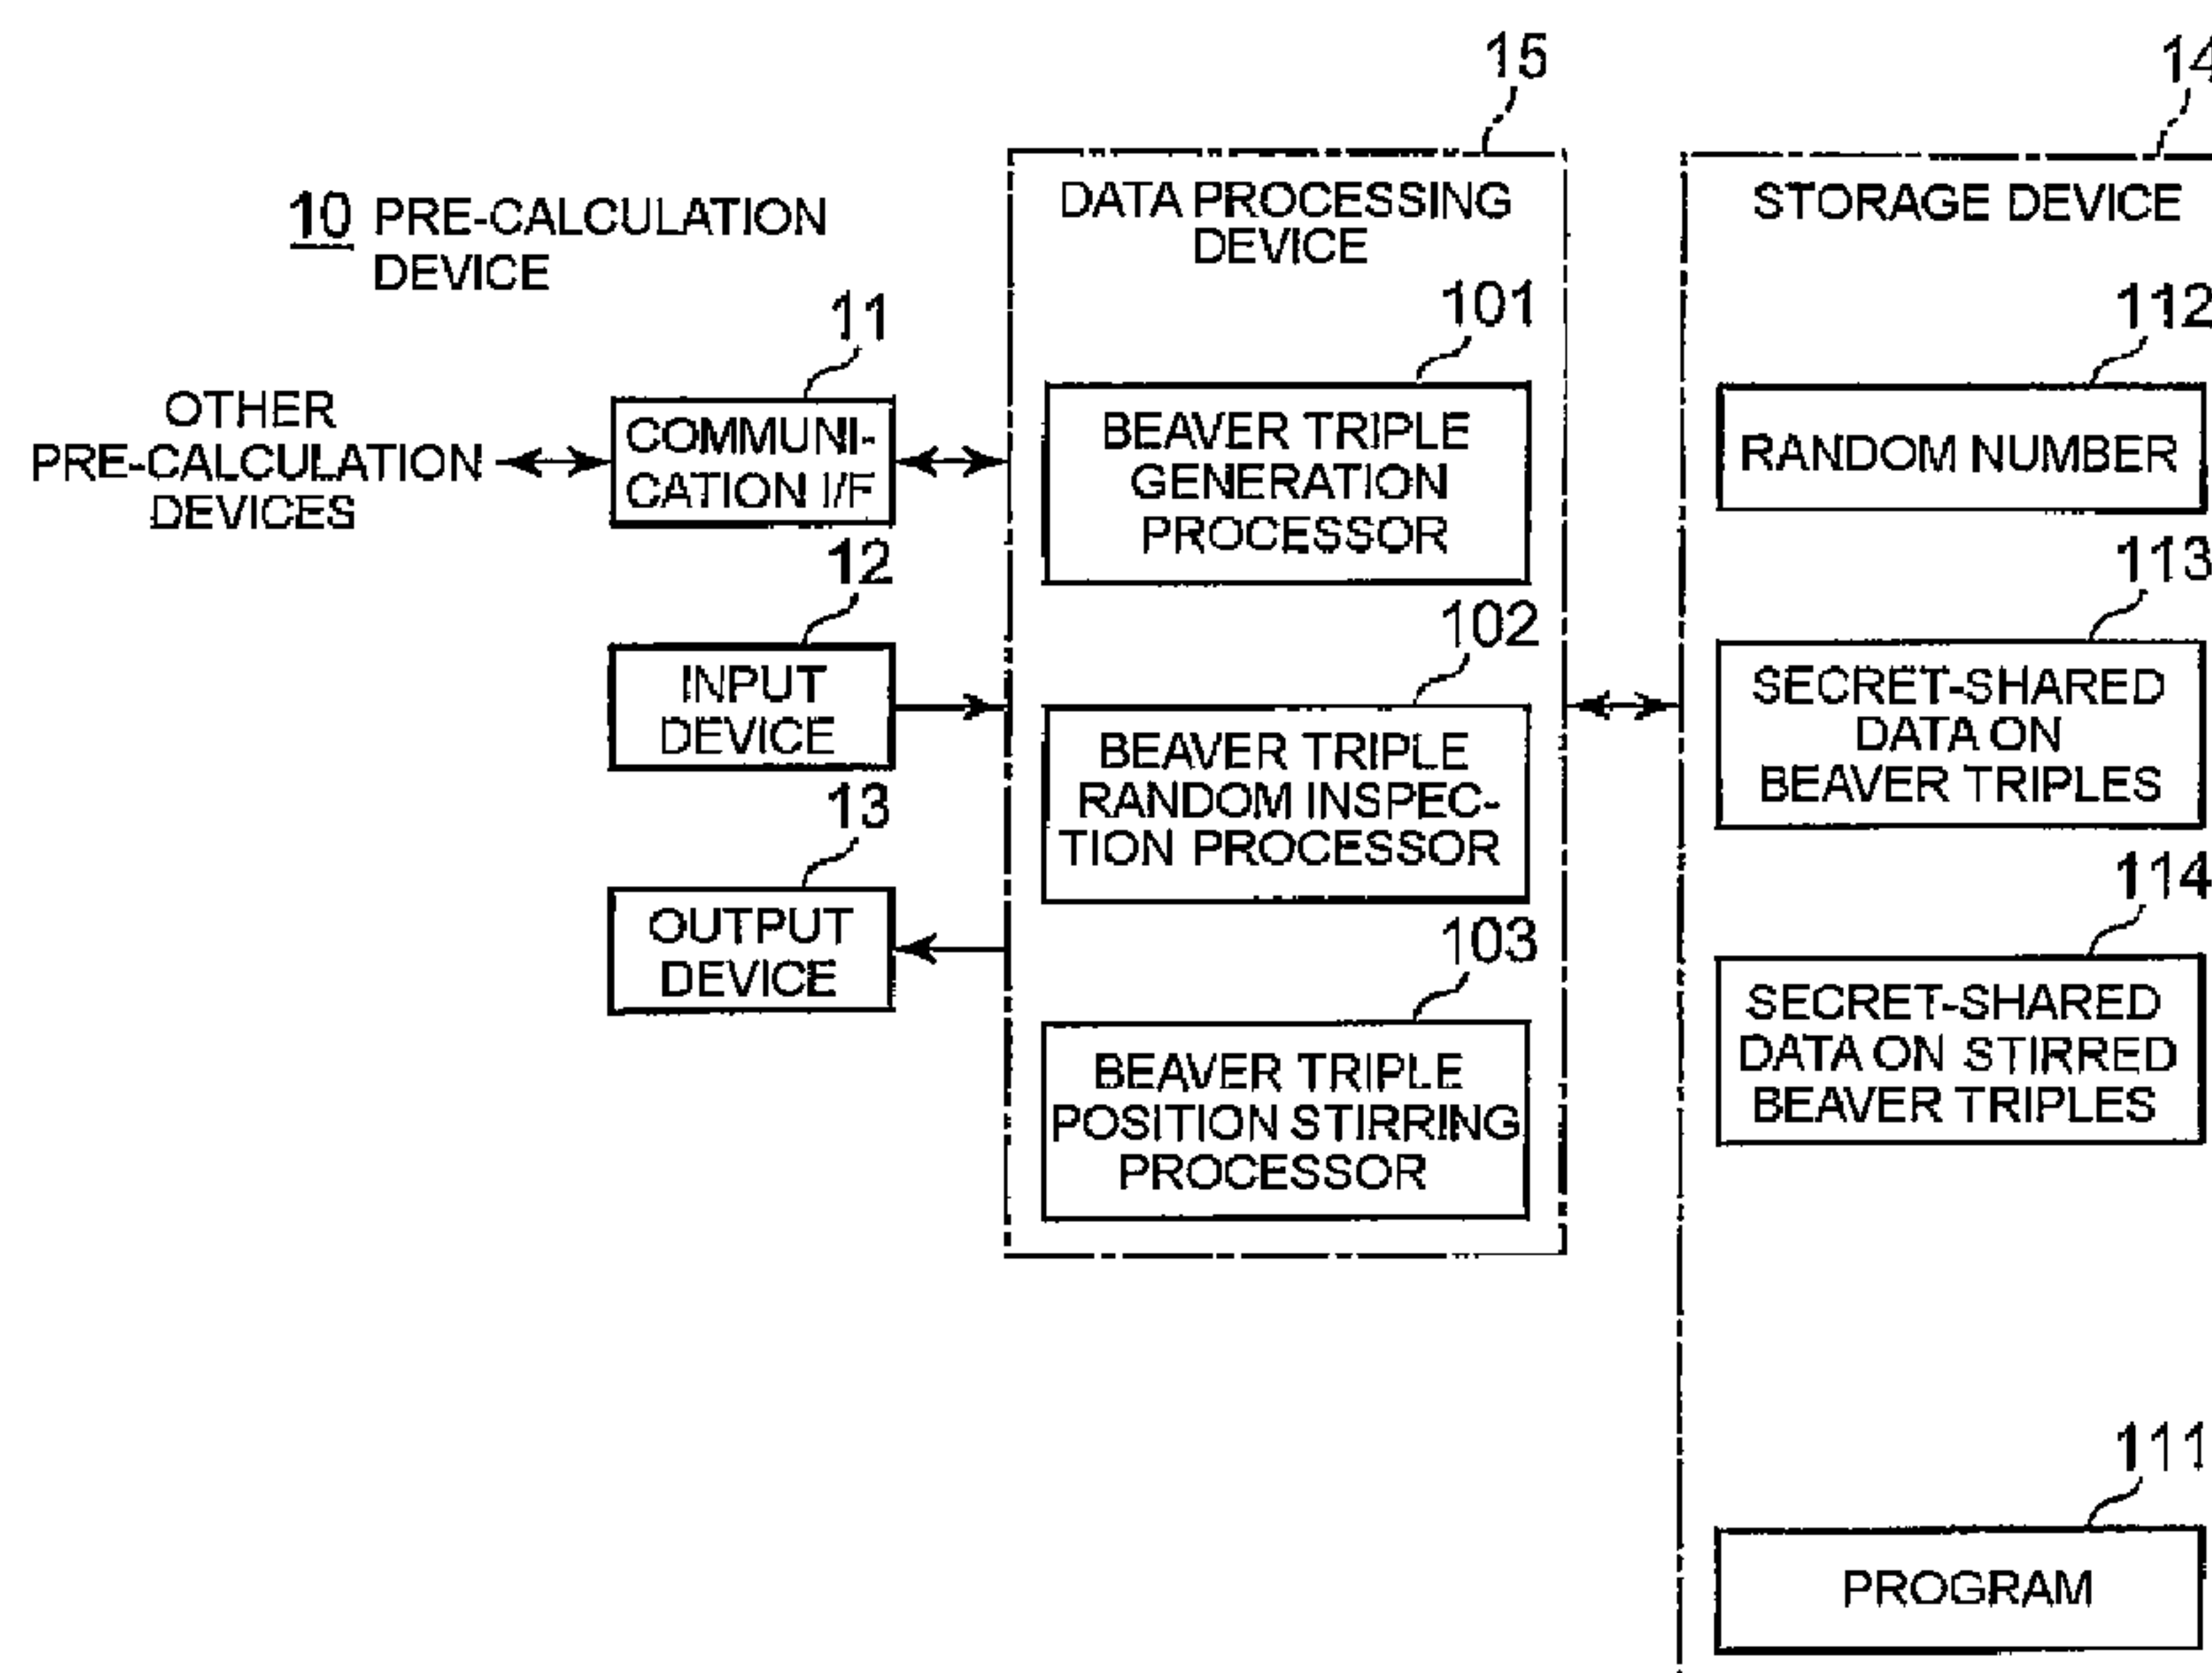 15
14
10 PRE-CALCULATION
DEVICE
DATA PROCESSING
DEVICE
STORAGE DEVICE
11
101
112
OTHER
PRE-CALCULATION
DEVICES
COMMUNI-
CATION I/F
BEAVER TRIPLE
GENERATION
PROCESSOR
RANDOM NUMBER
12
102
113
INPUT
DEVICE
BEAVER TRIPLE
RANDOM INSPEC-
TION PROCESSOR
SECRET-SHARED
DATA ON
BEAVER TRIPLES
13
103
114
OUTPUT
DEVICE
BEAVER TRIPLE
POSITION STIRRING
PROCESSOR
SECRET-SHARED
DATA ON STIRRED
BEAVER TRIPLES
111
PROGRAM